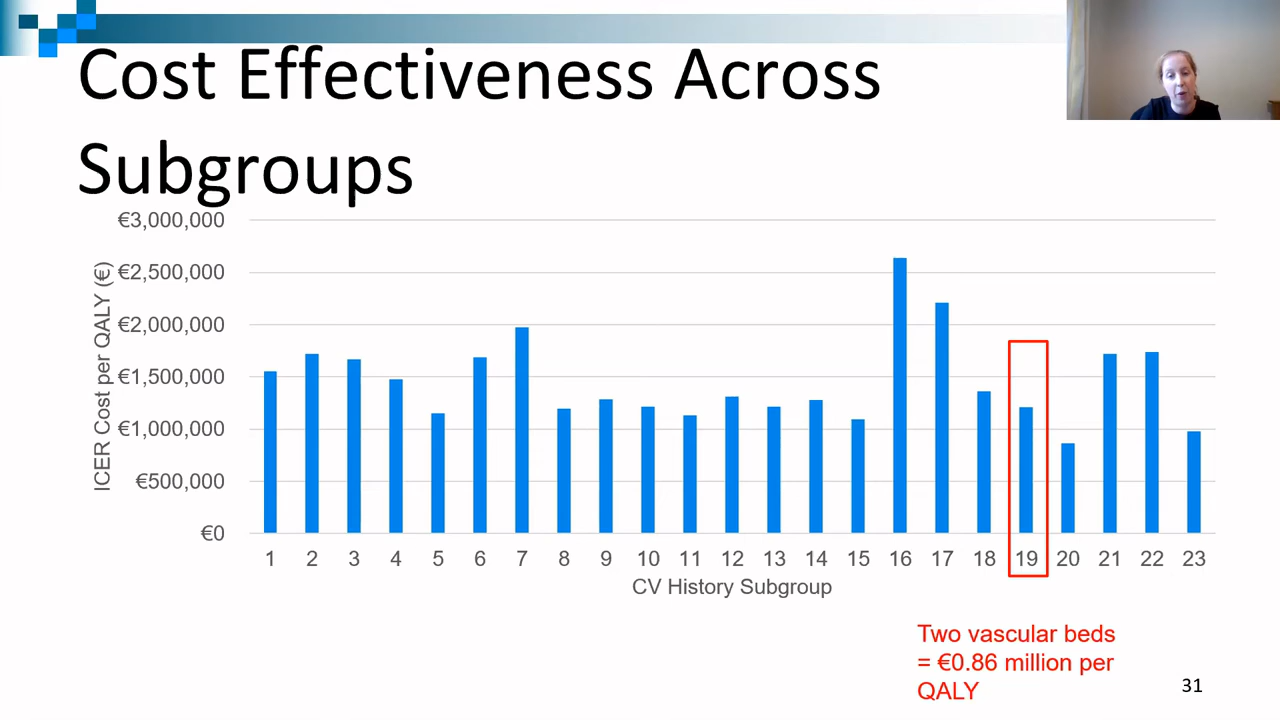 Cost Effectiveness Across
Subgroups
€3,000,000
€2,500,000
€2,000,000
€1,500,000
€1,000,000
€500,000
€0
ICER Cost per QALY (€)
1 2 3 4 5 6 7 8 9 10 11 12 13 14 15 16 17 18 19 20 21 22 23
CV History Subgroup
Two vascular beds
= €0.86 million per
QALY
31